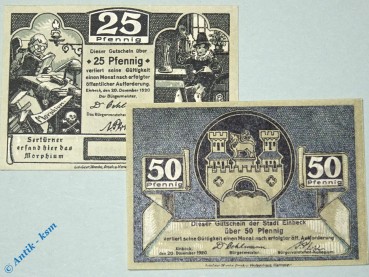 25
Pfennig
Dieser Gutschein über
25 Pfennig
verliert seine Gültigkeit
einen Monat nach erfolgter
öffentlicher Aufforderung.
Einbeck, den 20. Dezember 1920
Der Bürgermeister:
Sertürner
erfand hier das
Morphium
50
Pfennig
50
Pfennig
Dieser Gutschein der Stadt Einbeck
über 50 Pfennig
verliert seine Gültigkeit einen Monat nach erfolgter öff. Aufforderung
Einbeck, den
20. Dezember 1920
Antik - ksm